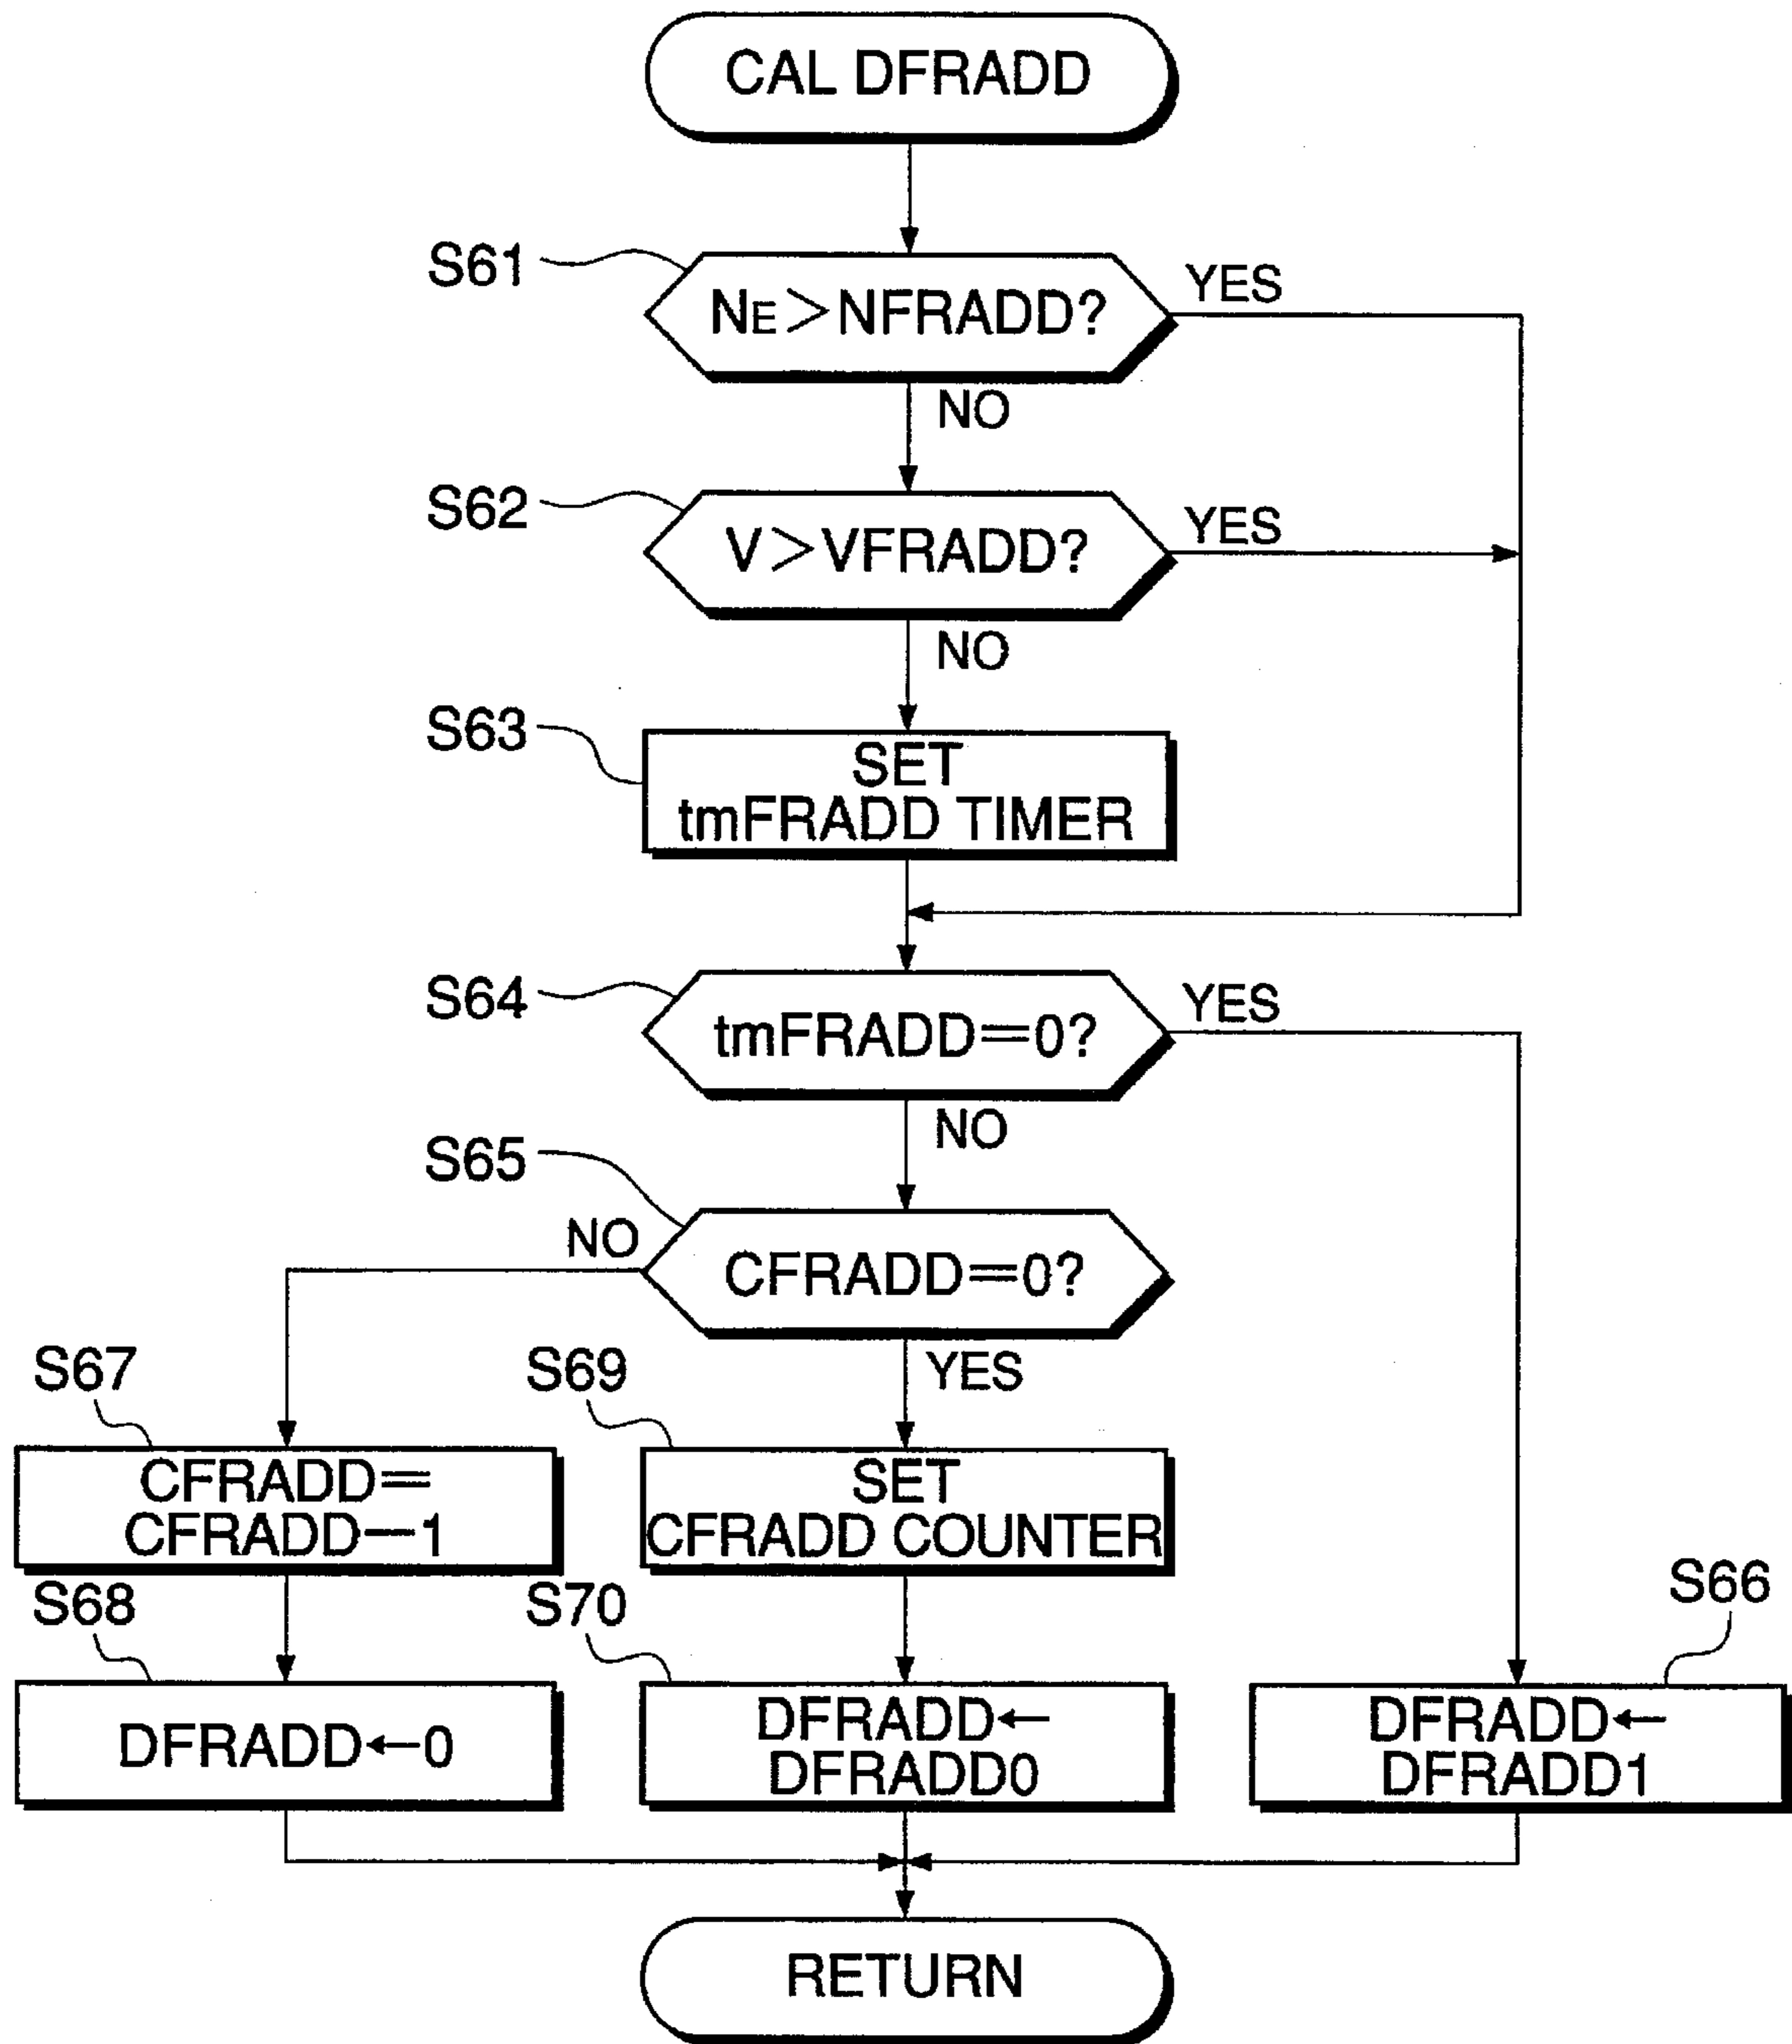 CAL DFRADD
S61
NE>NFRADD?
YES
NO
S62
V>VFRADD?
YES
NO
S63
SET
tmFRADD TIMER
S64
tmFRADD=0?
YES
NO
S65
NO
CFRADD=0?
YES
S67
CFRADD=
CFRADD-1
S69
SET
CFRADD COUNTER
S68
DFRADD←0
S70
DFRADD←
DFRADD0
S66
DFRADD←
DFRADD1
RETURN